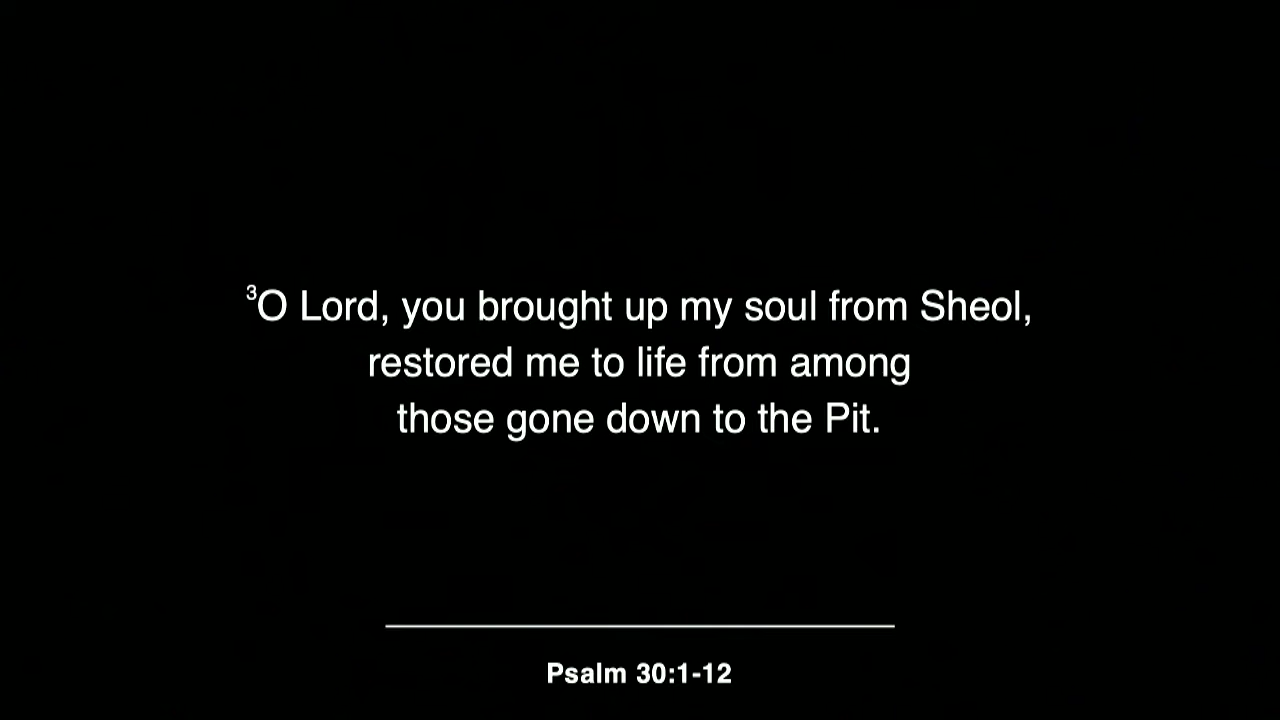 ³O Lord, you brought up my soul from Sheol,
restored me to life from among
those gone down to the Pit.
Psalm 30:1-12